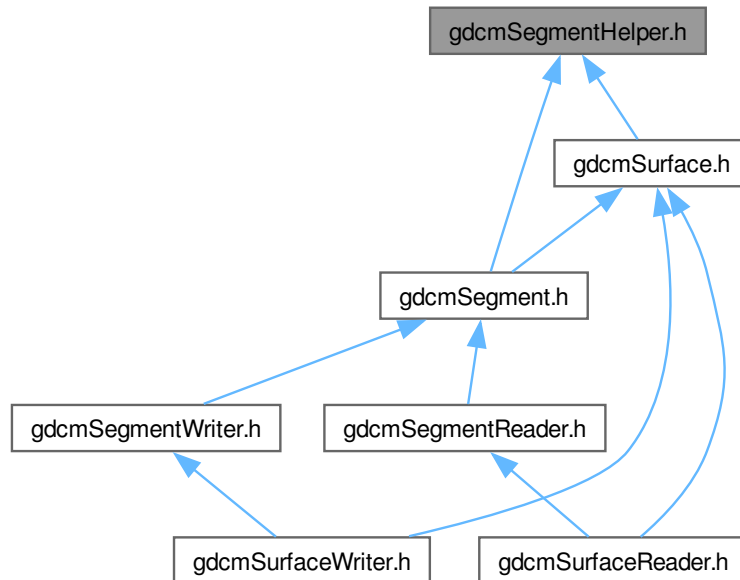 gdcmSegmentHelper.h
gdcmSurface.h
gdcmSegment.h
gdcmSegmentWriter.h
gdcmSegmentReader.h
gdcmSurfaceWriter.h
gdcmSurfaceReader.h